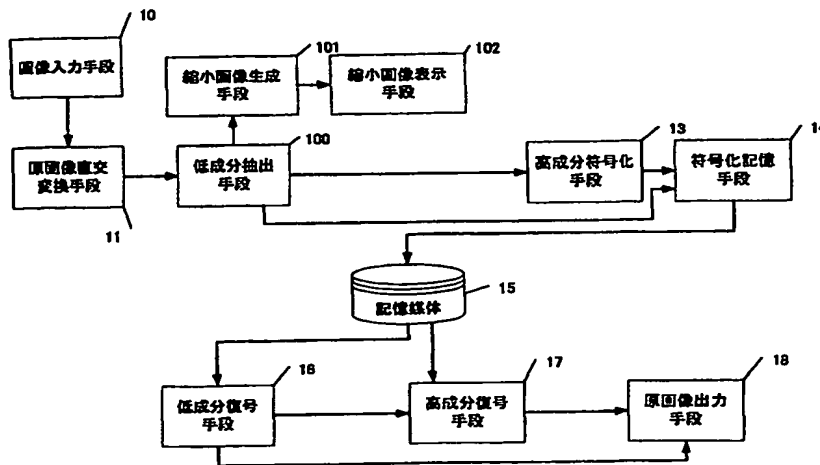 10
画像入力手段
101
縮小画像生成
手段
102
縮小画像表示
手段
原画像直交
変換手段
11
100
低成分抽出
手段
13
高成分符号化
手段
14
符号化記憶
手段
15
記憶媒体
16
低成分復号
手段
17
高成分復号
手段
18
原画像出力
手段